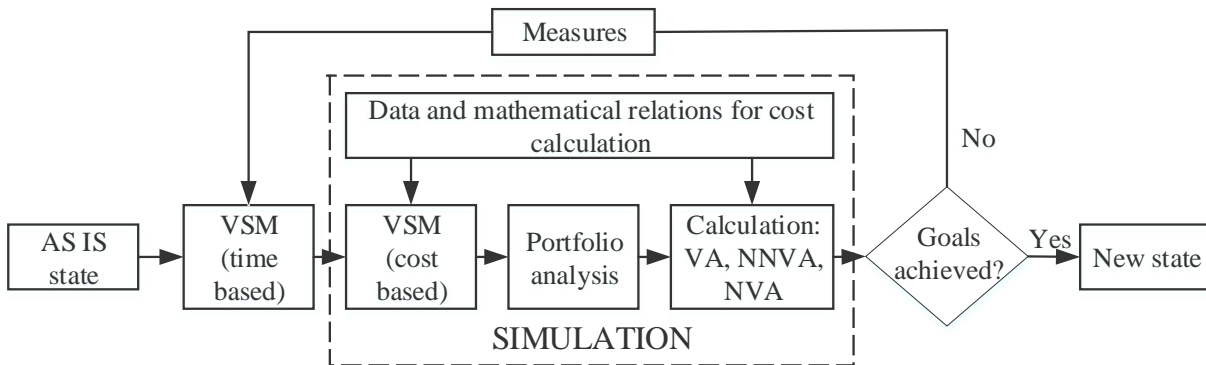 Measures
Data and mathematical relations for cost
calculation
No
AS IS
state
VSM
(time
based)
VSM
(cost
based)
Portfolio
analysis
Calculation:
VA, NNVA,
NVA
Goals
achieved?
Yes
New state
SIMULATION